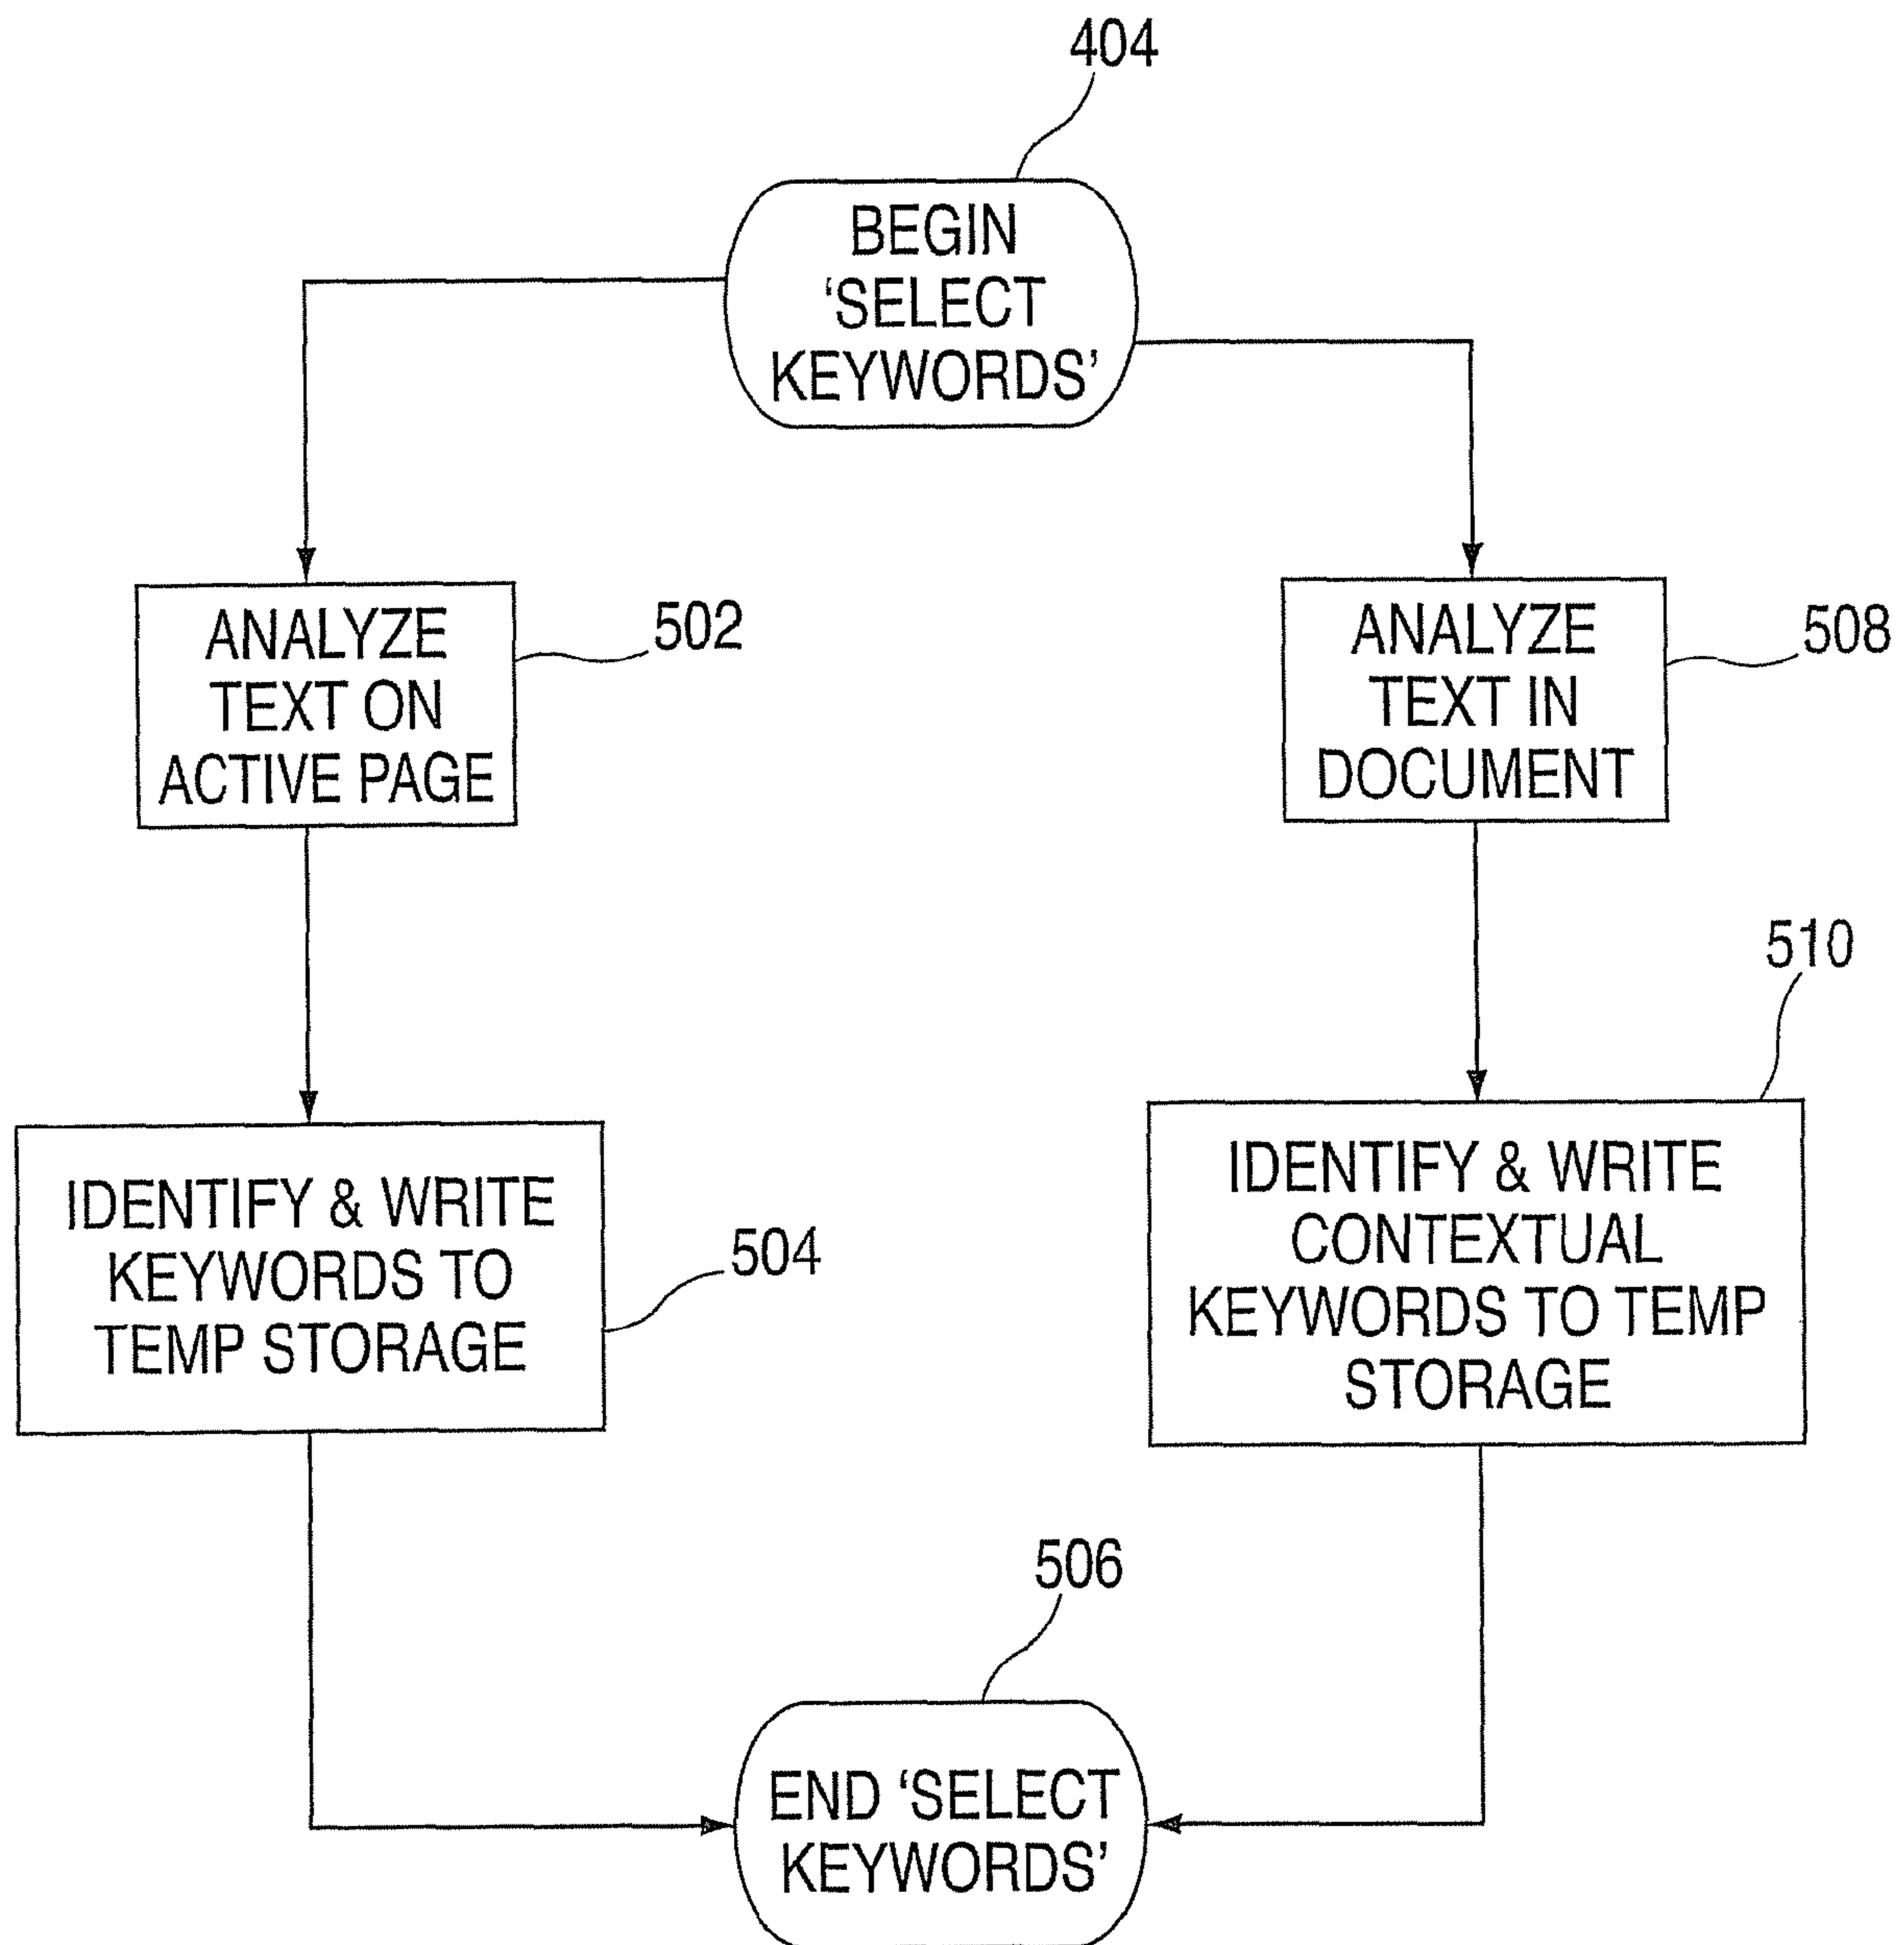 404
BEGIN
‘SELECT
KEYWORDS’
ANALYZE
TEXT ON
ACTIVE PAGE
502
ANALYZE
TEXT IN
DOCUMENT
508
IDENTIFY & WRITE
KEYWORDS TO
TEMP STORAGE
504
510
IDENTIFY & WRITE
CONTEXTUAL
KEYWORDS TO TEMP
STORAGE
506
END ‘SELECT
KEYWORDS’